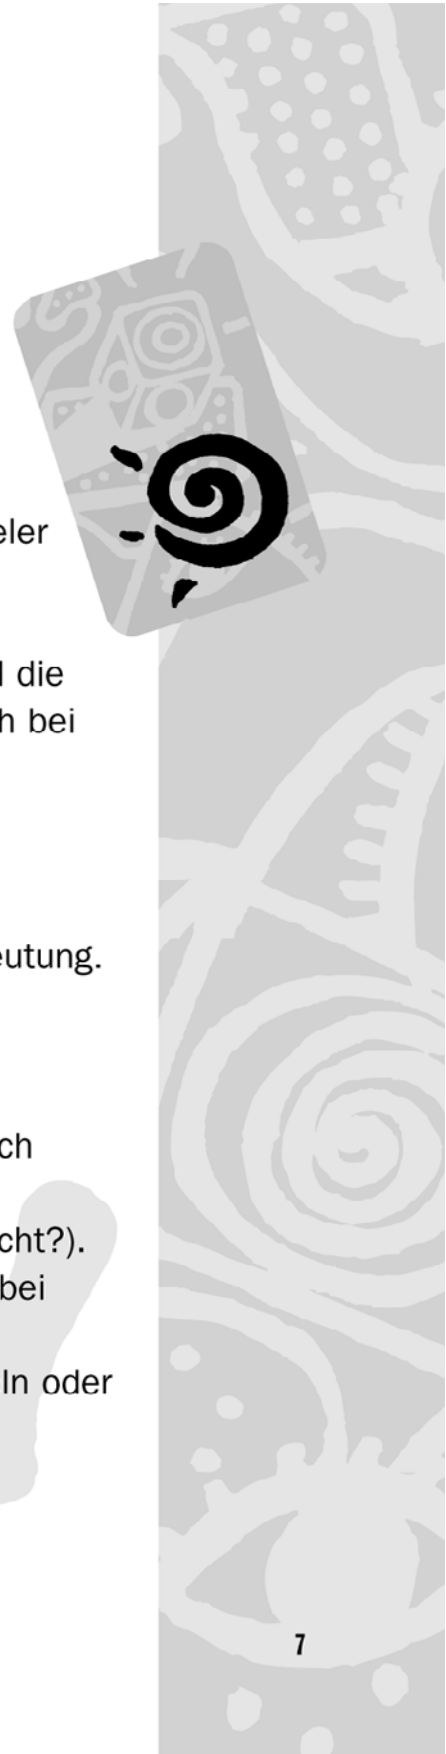 eler
die
h bei
eutung.
ch
cht?).
bei
ln oder
7